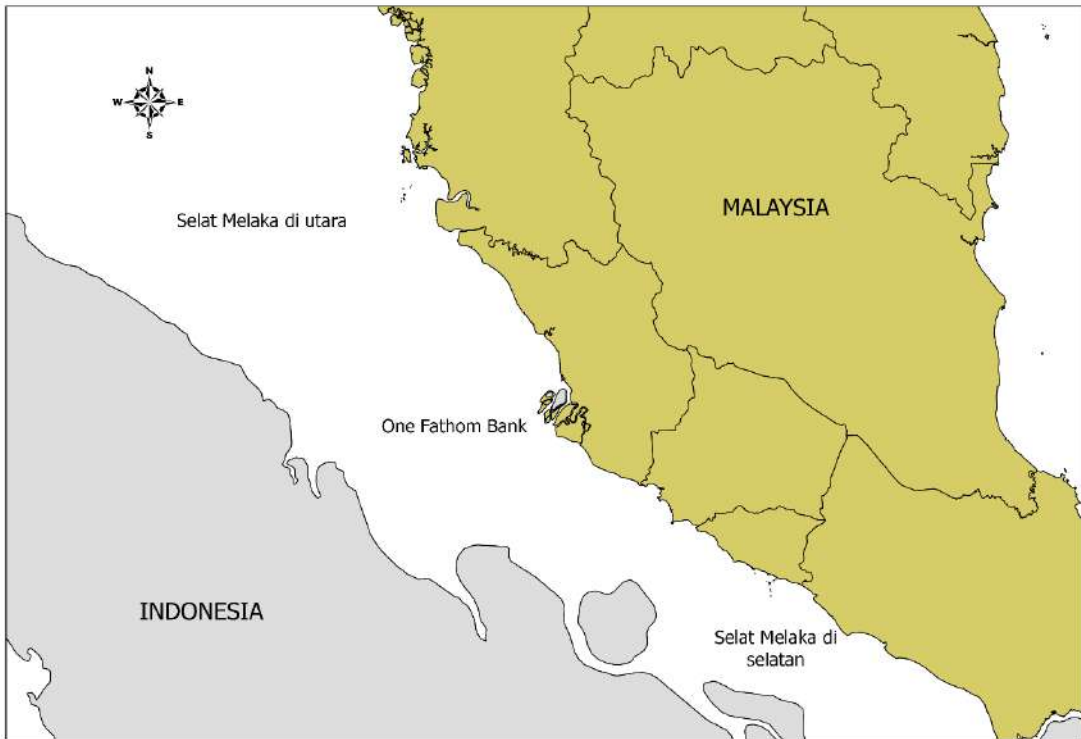 N
W E
S
Selat Melaka di utara
MALAYSIA
One Fathom Bank
INDONESIA
Selat Melaka di
selatan